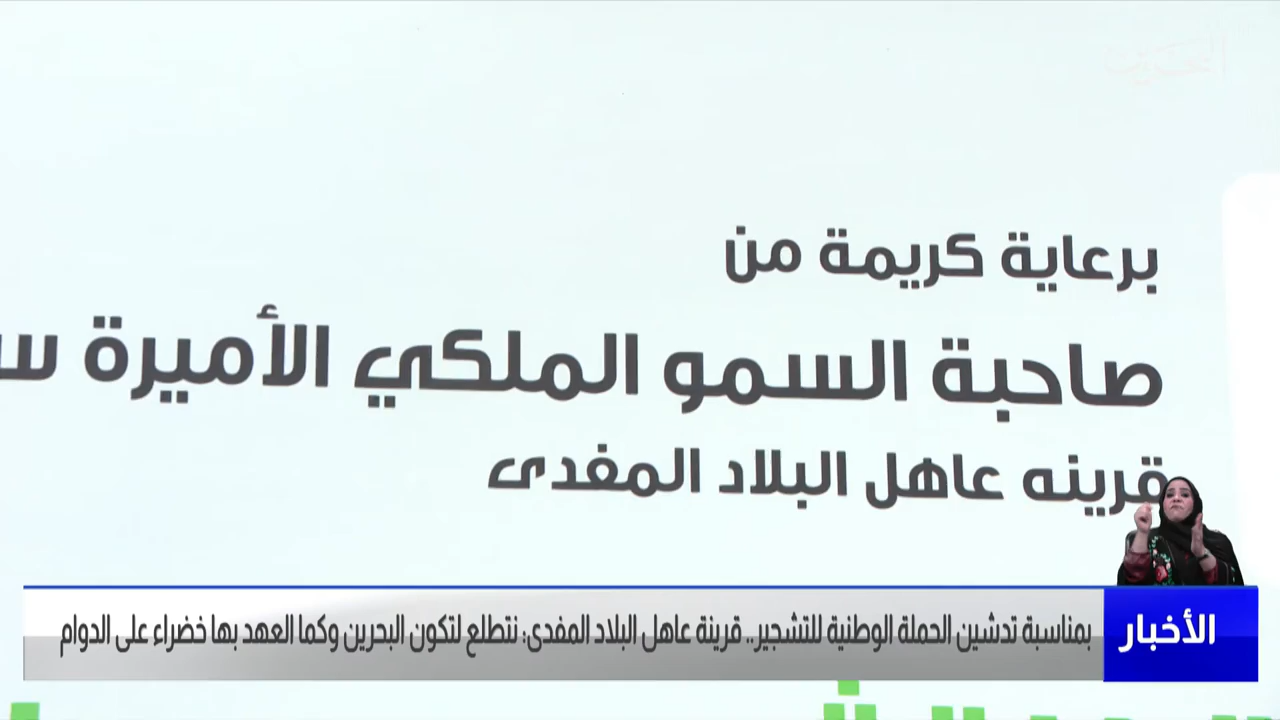 برعاية كريمة من
صاحبة السمو الملكي الأميرة
قرينه عاهل البلاد المفدى
الأخبار
بمناسبة تدشين الحملة الوطنية للتشجير.. قرينة عاهل البلاد المفدى: نتطلع لتكون البحرين وكما العهد بها خضراء على الدوام